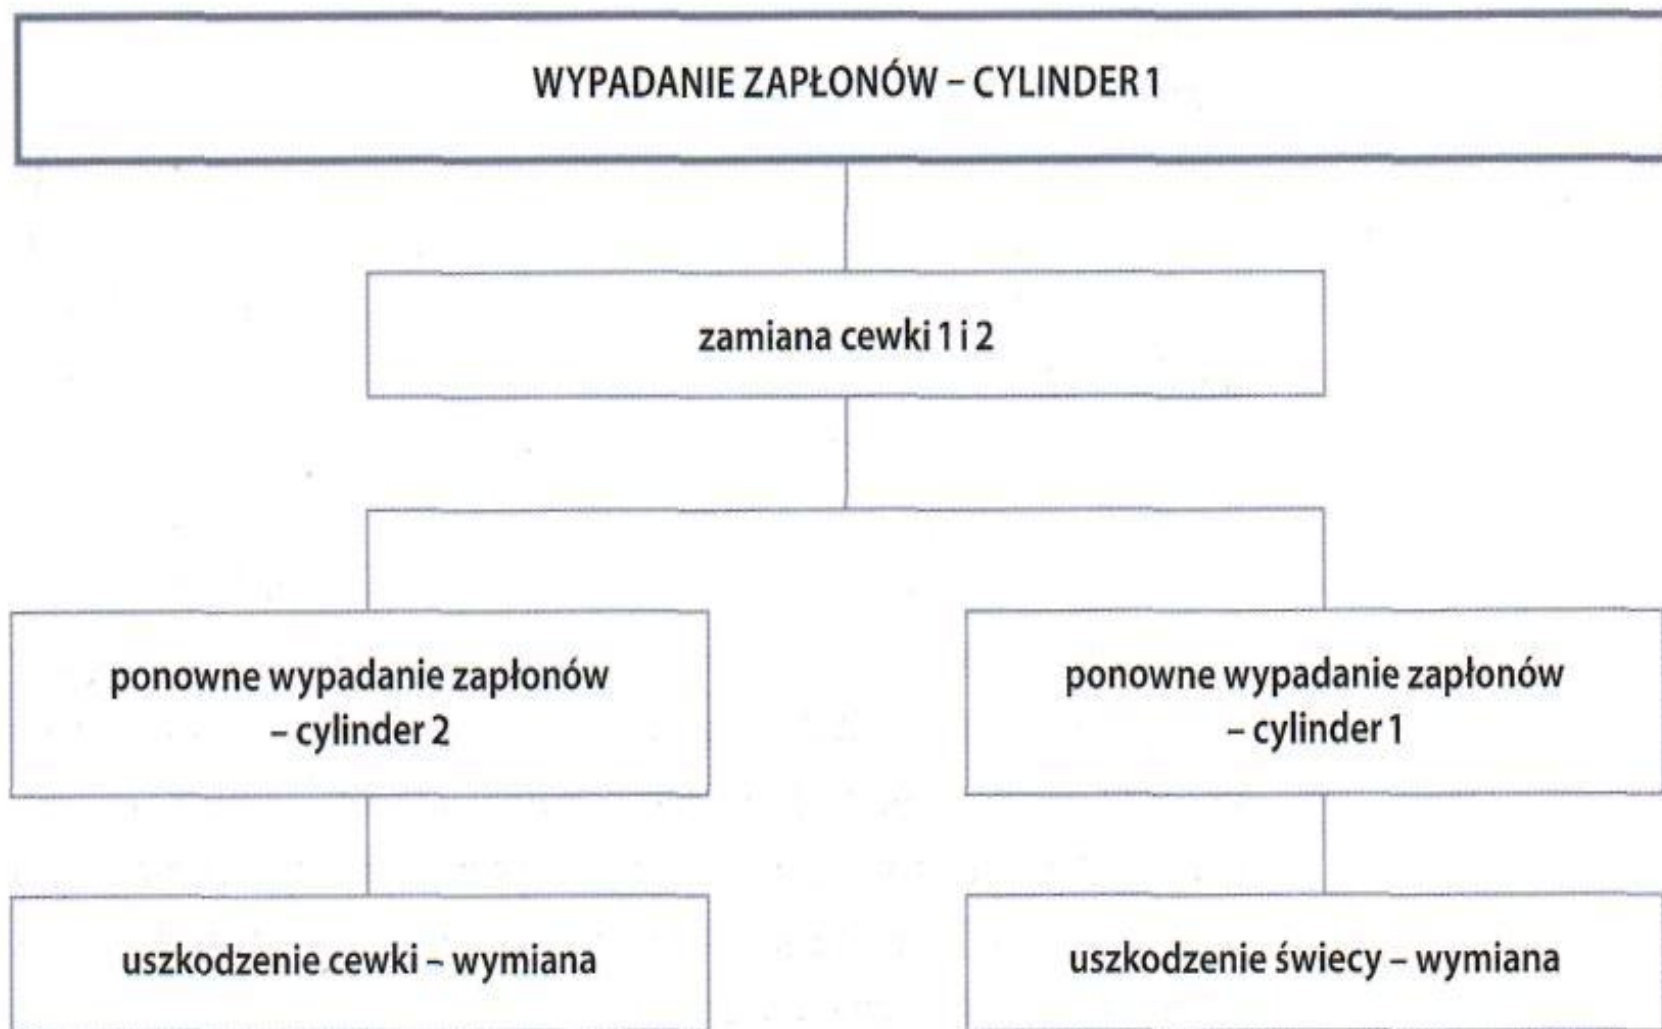 WYPADANIE ZAPŁONÓW – CYLINDER 1
zamiana cewki 1 i 2
ponowne wypadanie zapłonów
– cylinder 2
ponowne wypadanie zapłonów
– cylinder 1
uszkodzenie cewki – wymiana
uszkodzenie świecy – wymiana